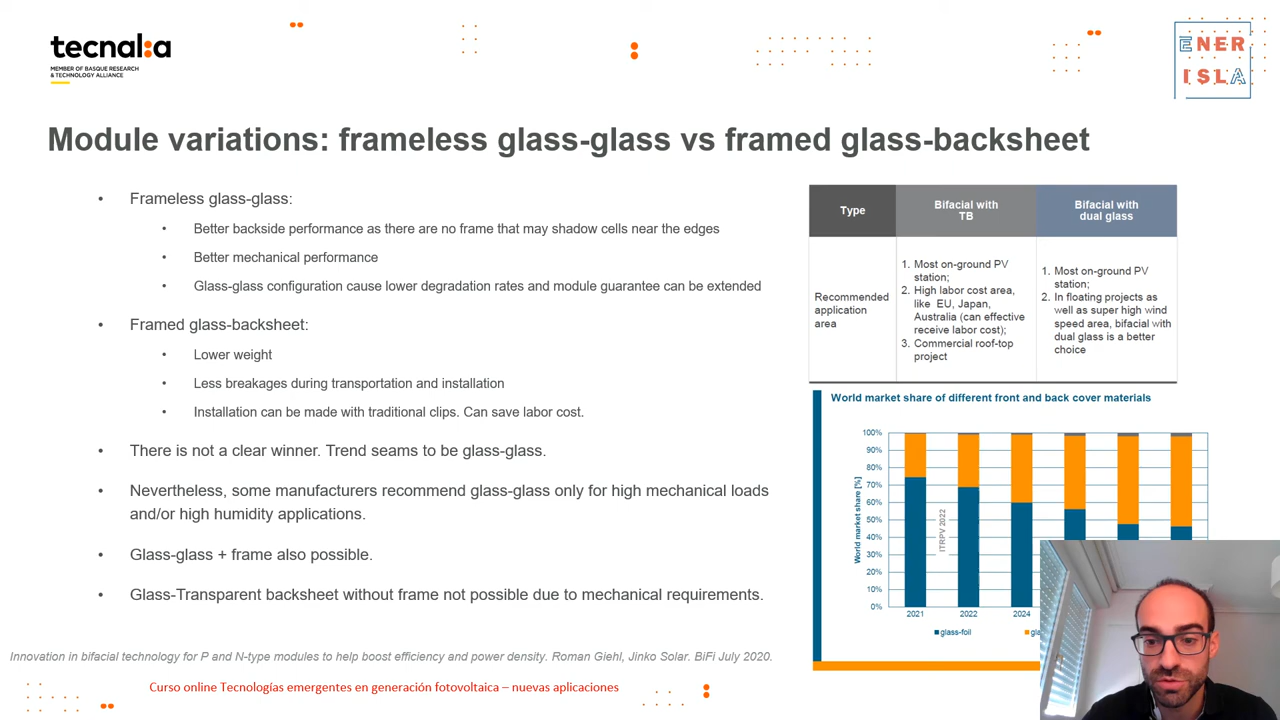 tecnalia
MEMBER OF BASQUE RESEARCH
& TECHNOLOGY ALLIANCE
ENER
ISLA
Module variations: frameless glass-glass vs framed glass-backsheet
• Frameless glass-glass:
• Better backside performance as there are no frame that may shadow cells near the edges
• Better mechanical performance
• Glass-glass configuration cause lower degradation rates and module guarantee can be extended
• Framed glass-backsheet:
• Lower weight
• Less breakages during transportation and installation
• Installation can be made with traditional clips. Can save labor cost.
• There is not a clear winner. Trend seams to be glass-glass.
• Nevertheless, some manufacturers recommend glass-glass only for high mechanical loads
and/or high humidity applications.
• Glass-glass + frame also possible.
• Glass-Transparent backsheet without frame not possible due to mechanical requirements.
Type
Bifacial with
TB
Bifacial with
dual glass
Recommended
application
area
1. Most on-ground PV
station;
2. High labor cost area,
like EU, Japan,
Australia (can effective
receive labor cost);
3. Commercial roof-top
project
1. Most on-ground PV
station;
2. In floating projects as
well as super high wind
speed area, bifacial with
dual glass is a better
choice
World market share of different front and back cover materials
World market share [%]
100%
90%
80%
70%
60%
50%
40%
30%
20%
10%
0%
ITRPV 2022
2021
2022
2024
glass-foil
Innovation in bifacial technology for P and N-type modules to help boost efficiency and power density. Roman Giehl, Jinko Solar. BiFi July 2020.
Curso online Tecnologías emergentes en generación fotovoltaica – nuevas aplicaciones